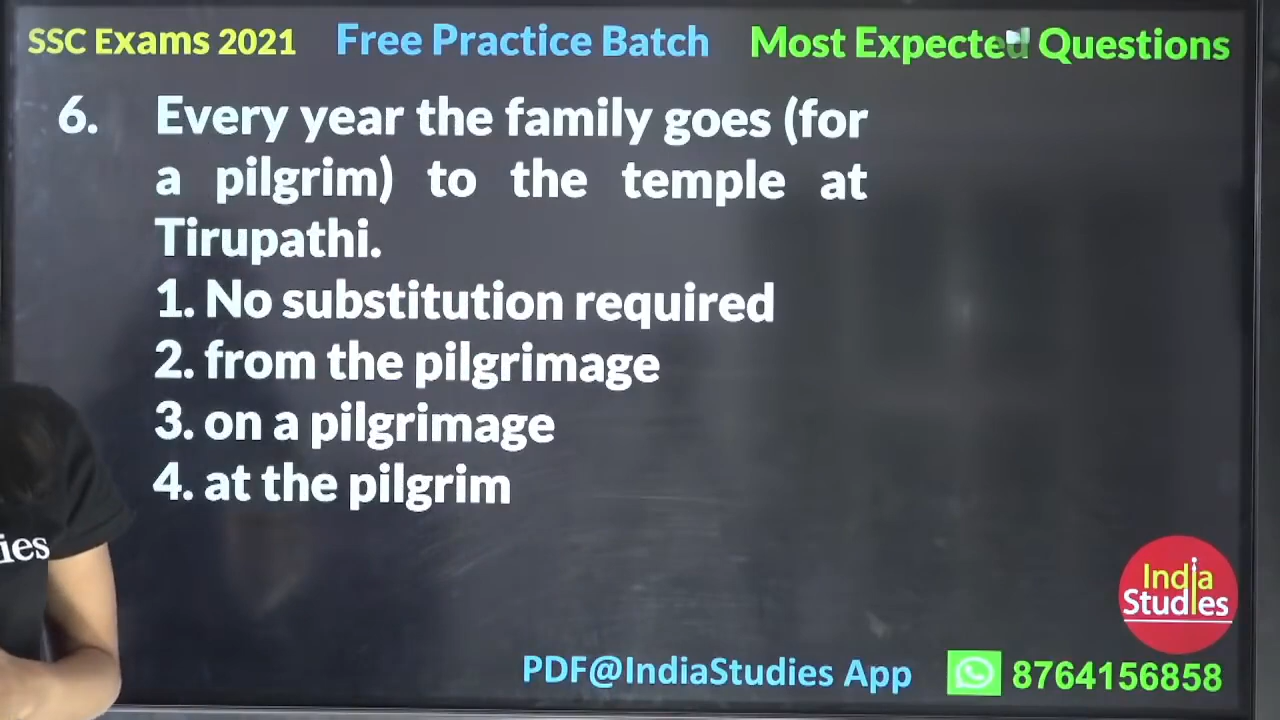 SSC Exams 2021 Free Practice Batch Most Expected Questions
6. Every year the family goes (for
a pilgrim) to the temple at
Tirupathi.
1. No substitution required
2. from the pilgrimage
3. on a pilgrimage
4. at the pilgrim
ies
India
Studies
PDF@IndiaStudies App 8764156858